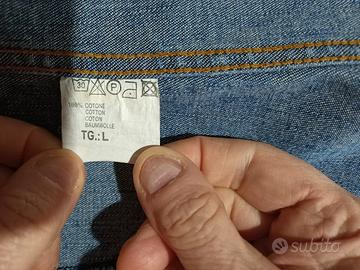 30 P
100% COTONE
COTTON
COTON
BAUMWOLLE
TG.: L
subito